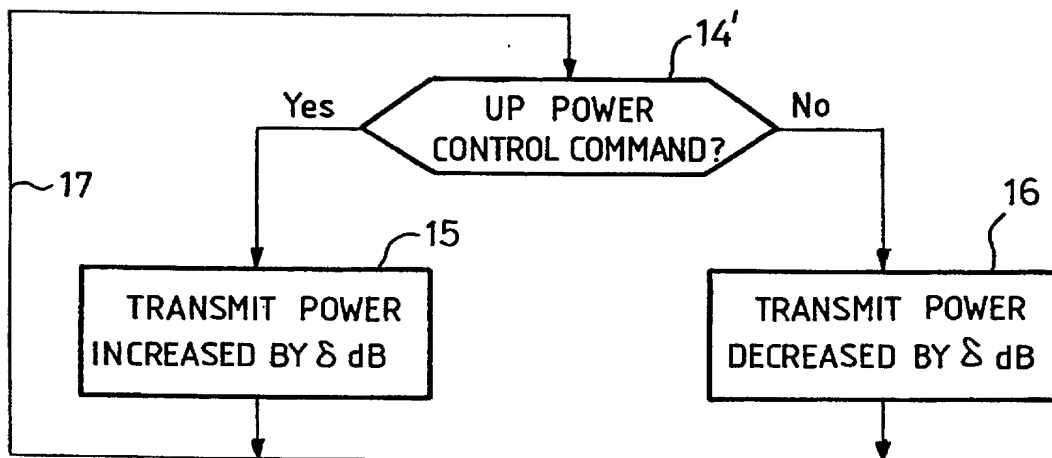 14'
Yes
UP POWER
CONTROL COMMAND?
No
17
15
16
TRANSMIT POWER
INCREASED BY δ dB
TRANSMIT POWER
DECREASED BY δ dB